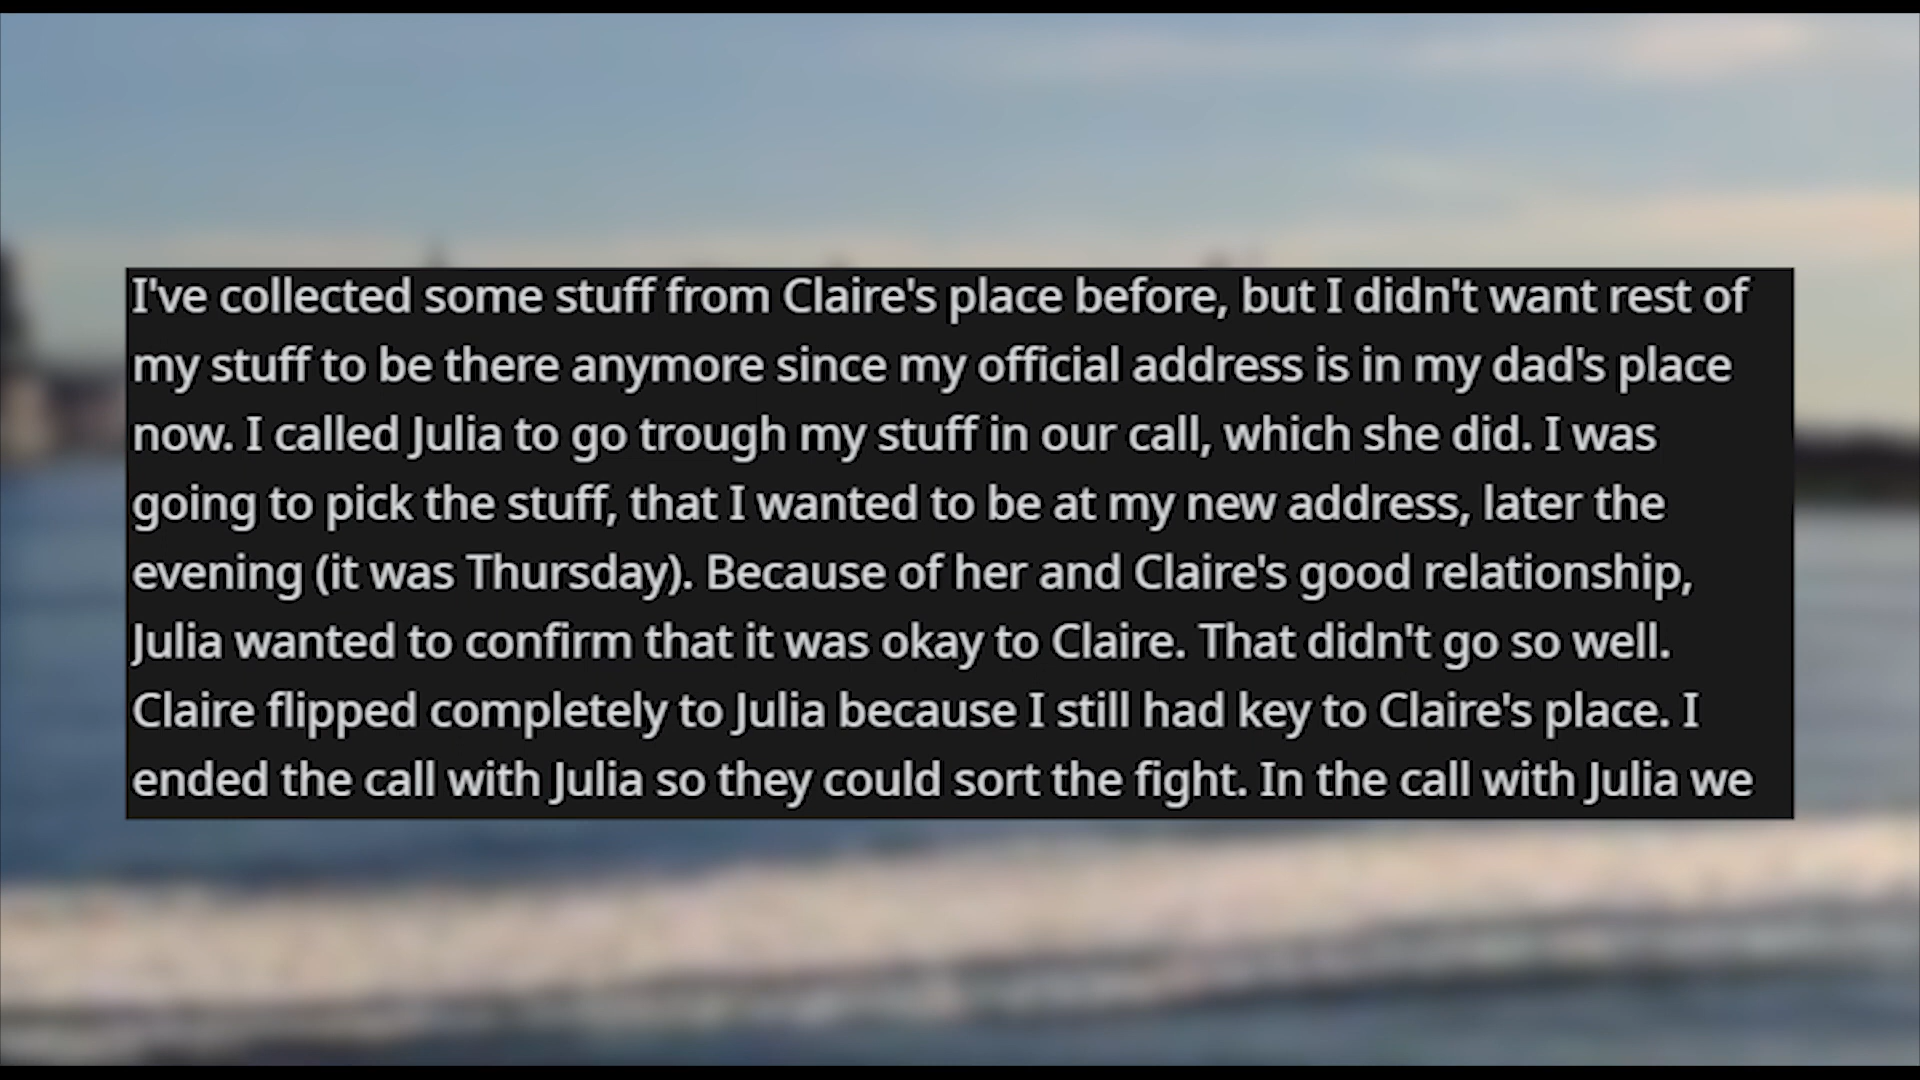 I've collected some stuff from Claire's place before, but I didn't want rest of
my stuff to be there anymore since my official address is in my dad's place
now. I called Julia to go trough my stuff in our call, which she did. I was
going to pick the stuff, that I wanted to be at my new address, later the
evening (it was Thursday). Because of her and Claire's good relationship,
Julia wanted to confirm that it was okay to Claire. That didn't go so well.
Claire flipped completely to Julia because I still had key to Claire's place. I
ended the call with Julia so they could sort the fight. In the call with Julia we